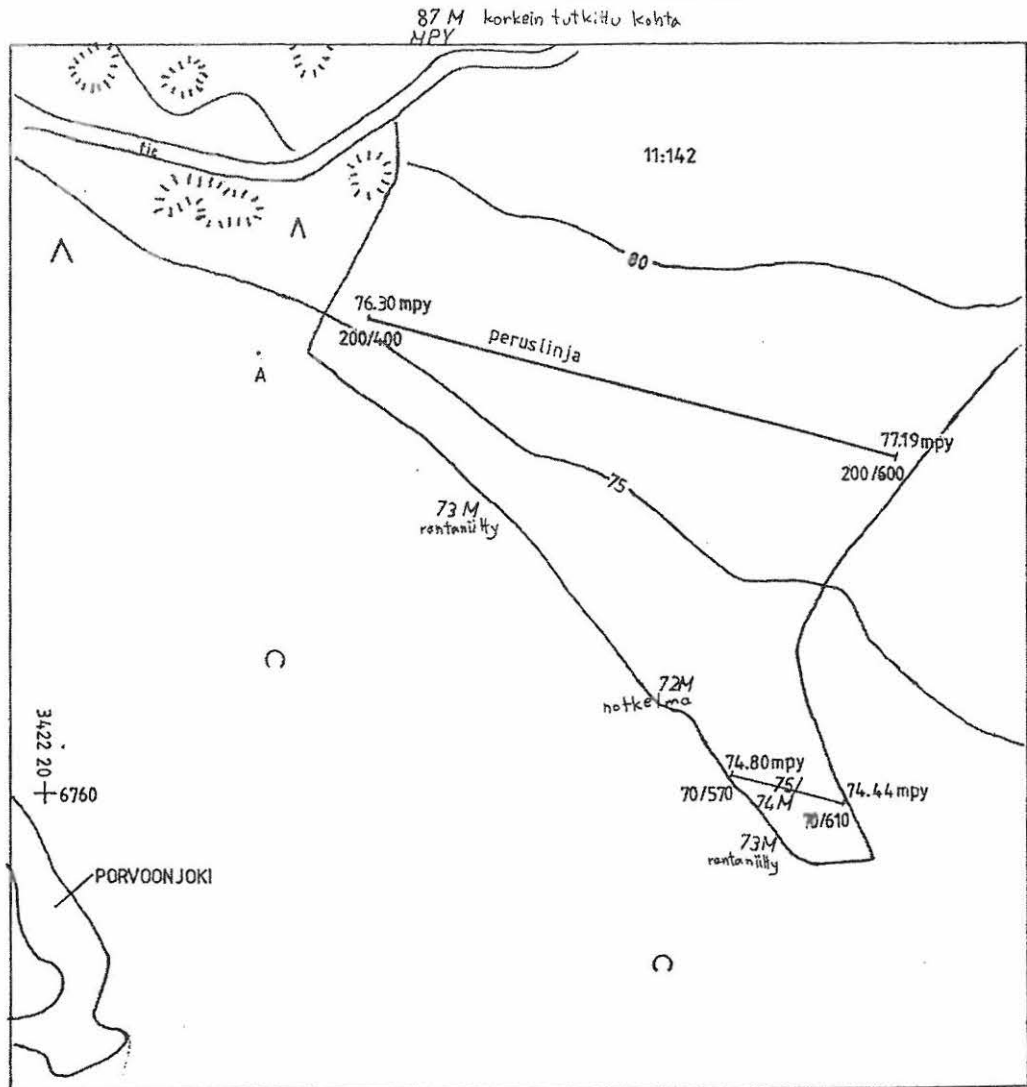 87 M korkein tutkittu kohta
MPY
tie
11:142
80
76.30 mpy
200/400
peruslinja
A
77.19 mpy
200/600
75
73 M
rantaniitty
72M
notkelma
3422 20
6760
74.80 mpy
75/
74M
70/570
74.44 mpy
70/610
73M
rantaniitty
PORVOONJOKI